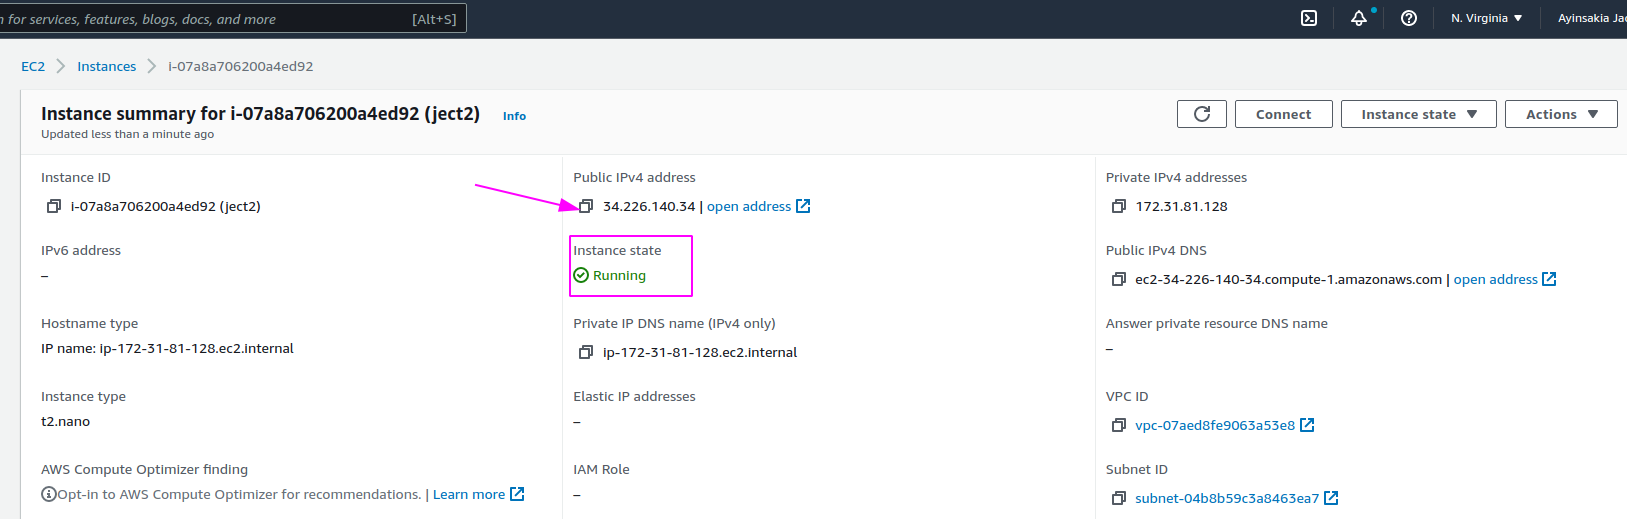 n for services, features, blogs, docs, and more [Alt+S]
N. Virginia
Ayinsakia Jac
EC2 Instances i-07a8a706200a4ed92
Instance summary for i-07a8a706200a4ed92 (ject2) Info
Updated less than a minute ago
Connect
Instance state
Actions
Instance ID
i-07a8a706200a4ed92 (ject2)
Public IPv4 address
34.226.140.34 | open address
Private IPv4 addresses
172.31.81.128
IPv6 address
–
Instance state
Running
Public IPv4 DNS
ec2-34-226-140-34.compute-1.amazonaws.com | open address
Hostname type
IP name: ip-172-31-81-128.ec2.internal
Private IP DNS name (IPv4 only)
ip-172-31-81-128.ec2.internal
Answer private resource DNS name
–
Instance type
t2.nano
Elastic IP addresses
–
VPC ID
vpc-07aed8fe9063a53e8
AWS Compute Optimizer finding
Opt-in to AWS Compute Optimizer for recommendations. | Learn more
IAM Role
–
Subnet ID
subnet-04b8b59c3a8463ea7